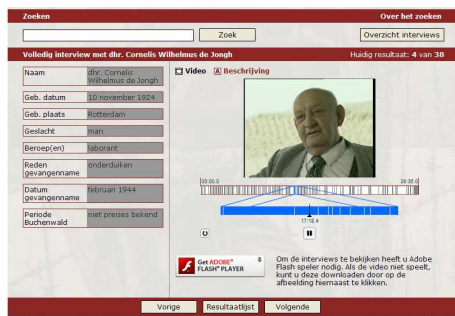 Zoeken
Over het zoeken
Zoek
Overzicht interviews
Volledig interview met dhr. Cornelis Wilhelmus de Jongh
Huidig resultaat: 4 van 38
Naam dhr. Cornelis Wilhelmus de Jongh
Geb. datum 10 november 1924
Geb. plaats Rotterdam
Geslacht man
Beroep(en) laborant
Reden gevangenname onderduiken
Datum gevangenname februari 1944
Periode Buchenwald niet precies bekend
Video A Beschrijving
00:00.0
17:18.4
Get ADOBE®
FLASH® PLAYER
Om de interviews te bekijken heeft u Adobe
Flash speler nodig. Als de video niet speelt,
kunt u deze downloaden door op de
afbeelding hiernaast te klikken.
Vorige
Resultaatlijst
Volgende